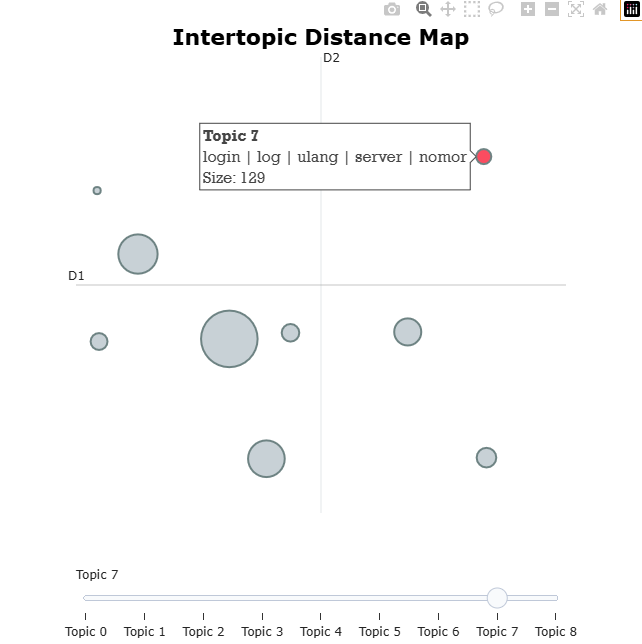 Intertopic Distance Map
D2
Topic 7
login | log | ulang | server | nomor
Size: 129
D1
Topic 7
Topic 0 Topic 1 Topic 2 Topic 3 Topic 4 Topic 5 Topic 6 Topic 7 Topic 8